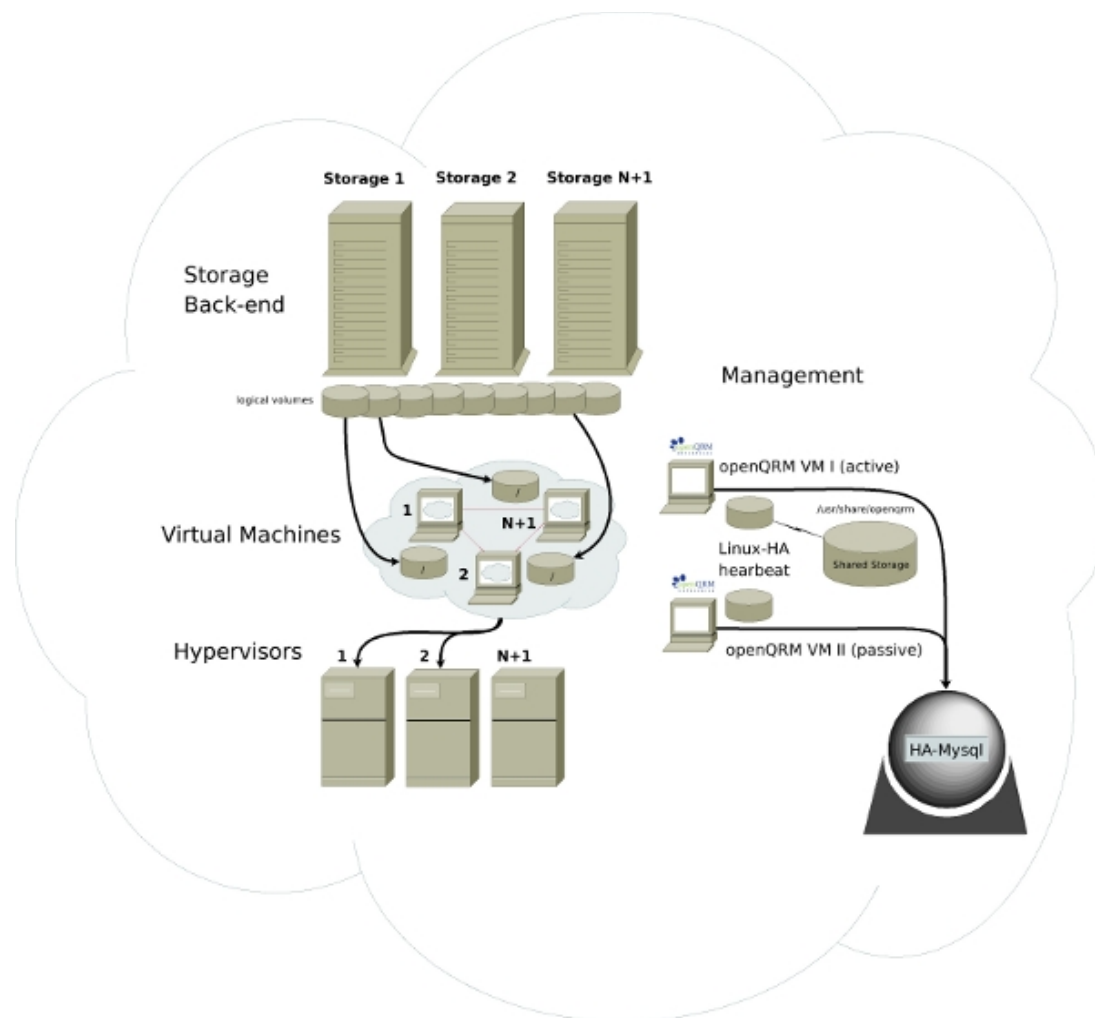 Storage 1
Storage 2
Storage N+1
Storage
Back-end
logical volumes
Management
openQRM
openQRM VM I (active)
/usr/share/openqrm
Linux-HA
hearbeat
Shared Storage
openQRM
openQRM VM II (passive)
HA-Mysql
Virtual Machines
1
N+1
2
/
/
/
Hypervisors
1
2
N+1